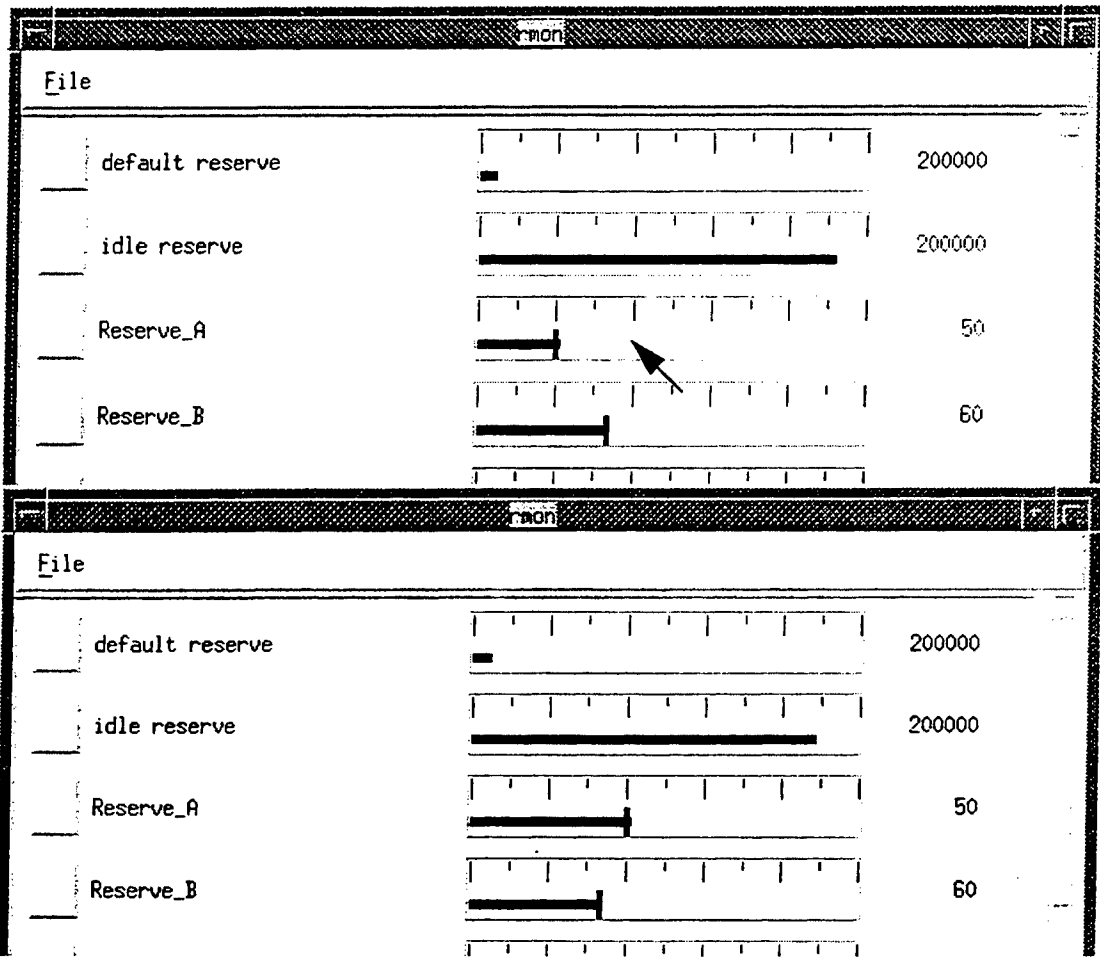 rmon
File
default reserve 200000
idle reserve 200000
Reserve_A 50
Reserve_B 60
rmon
File
default reserve 200000
idle reserve 200000
Reserve_A 50
Reserve_B 60